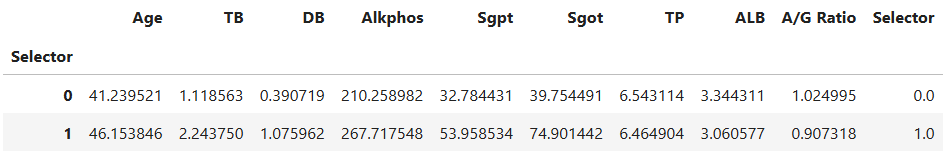 Age TB DB Alkphos Sgpt Sgot TP ALB A/G Ratio Selector
Selector
0 41.239521 1.118563 0.390719 210.258982 32.784431 39.754491 6.543114 3.344311 1.024995 0.0
1 46.153846 2.243750 1.075962 267.717548 53.958534 74.901442 6.464904 3.060577 0.907318 1.0